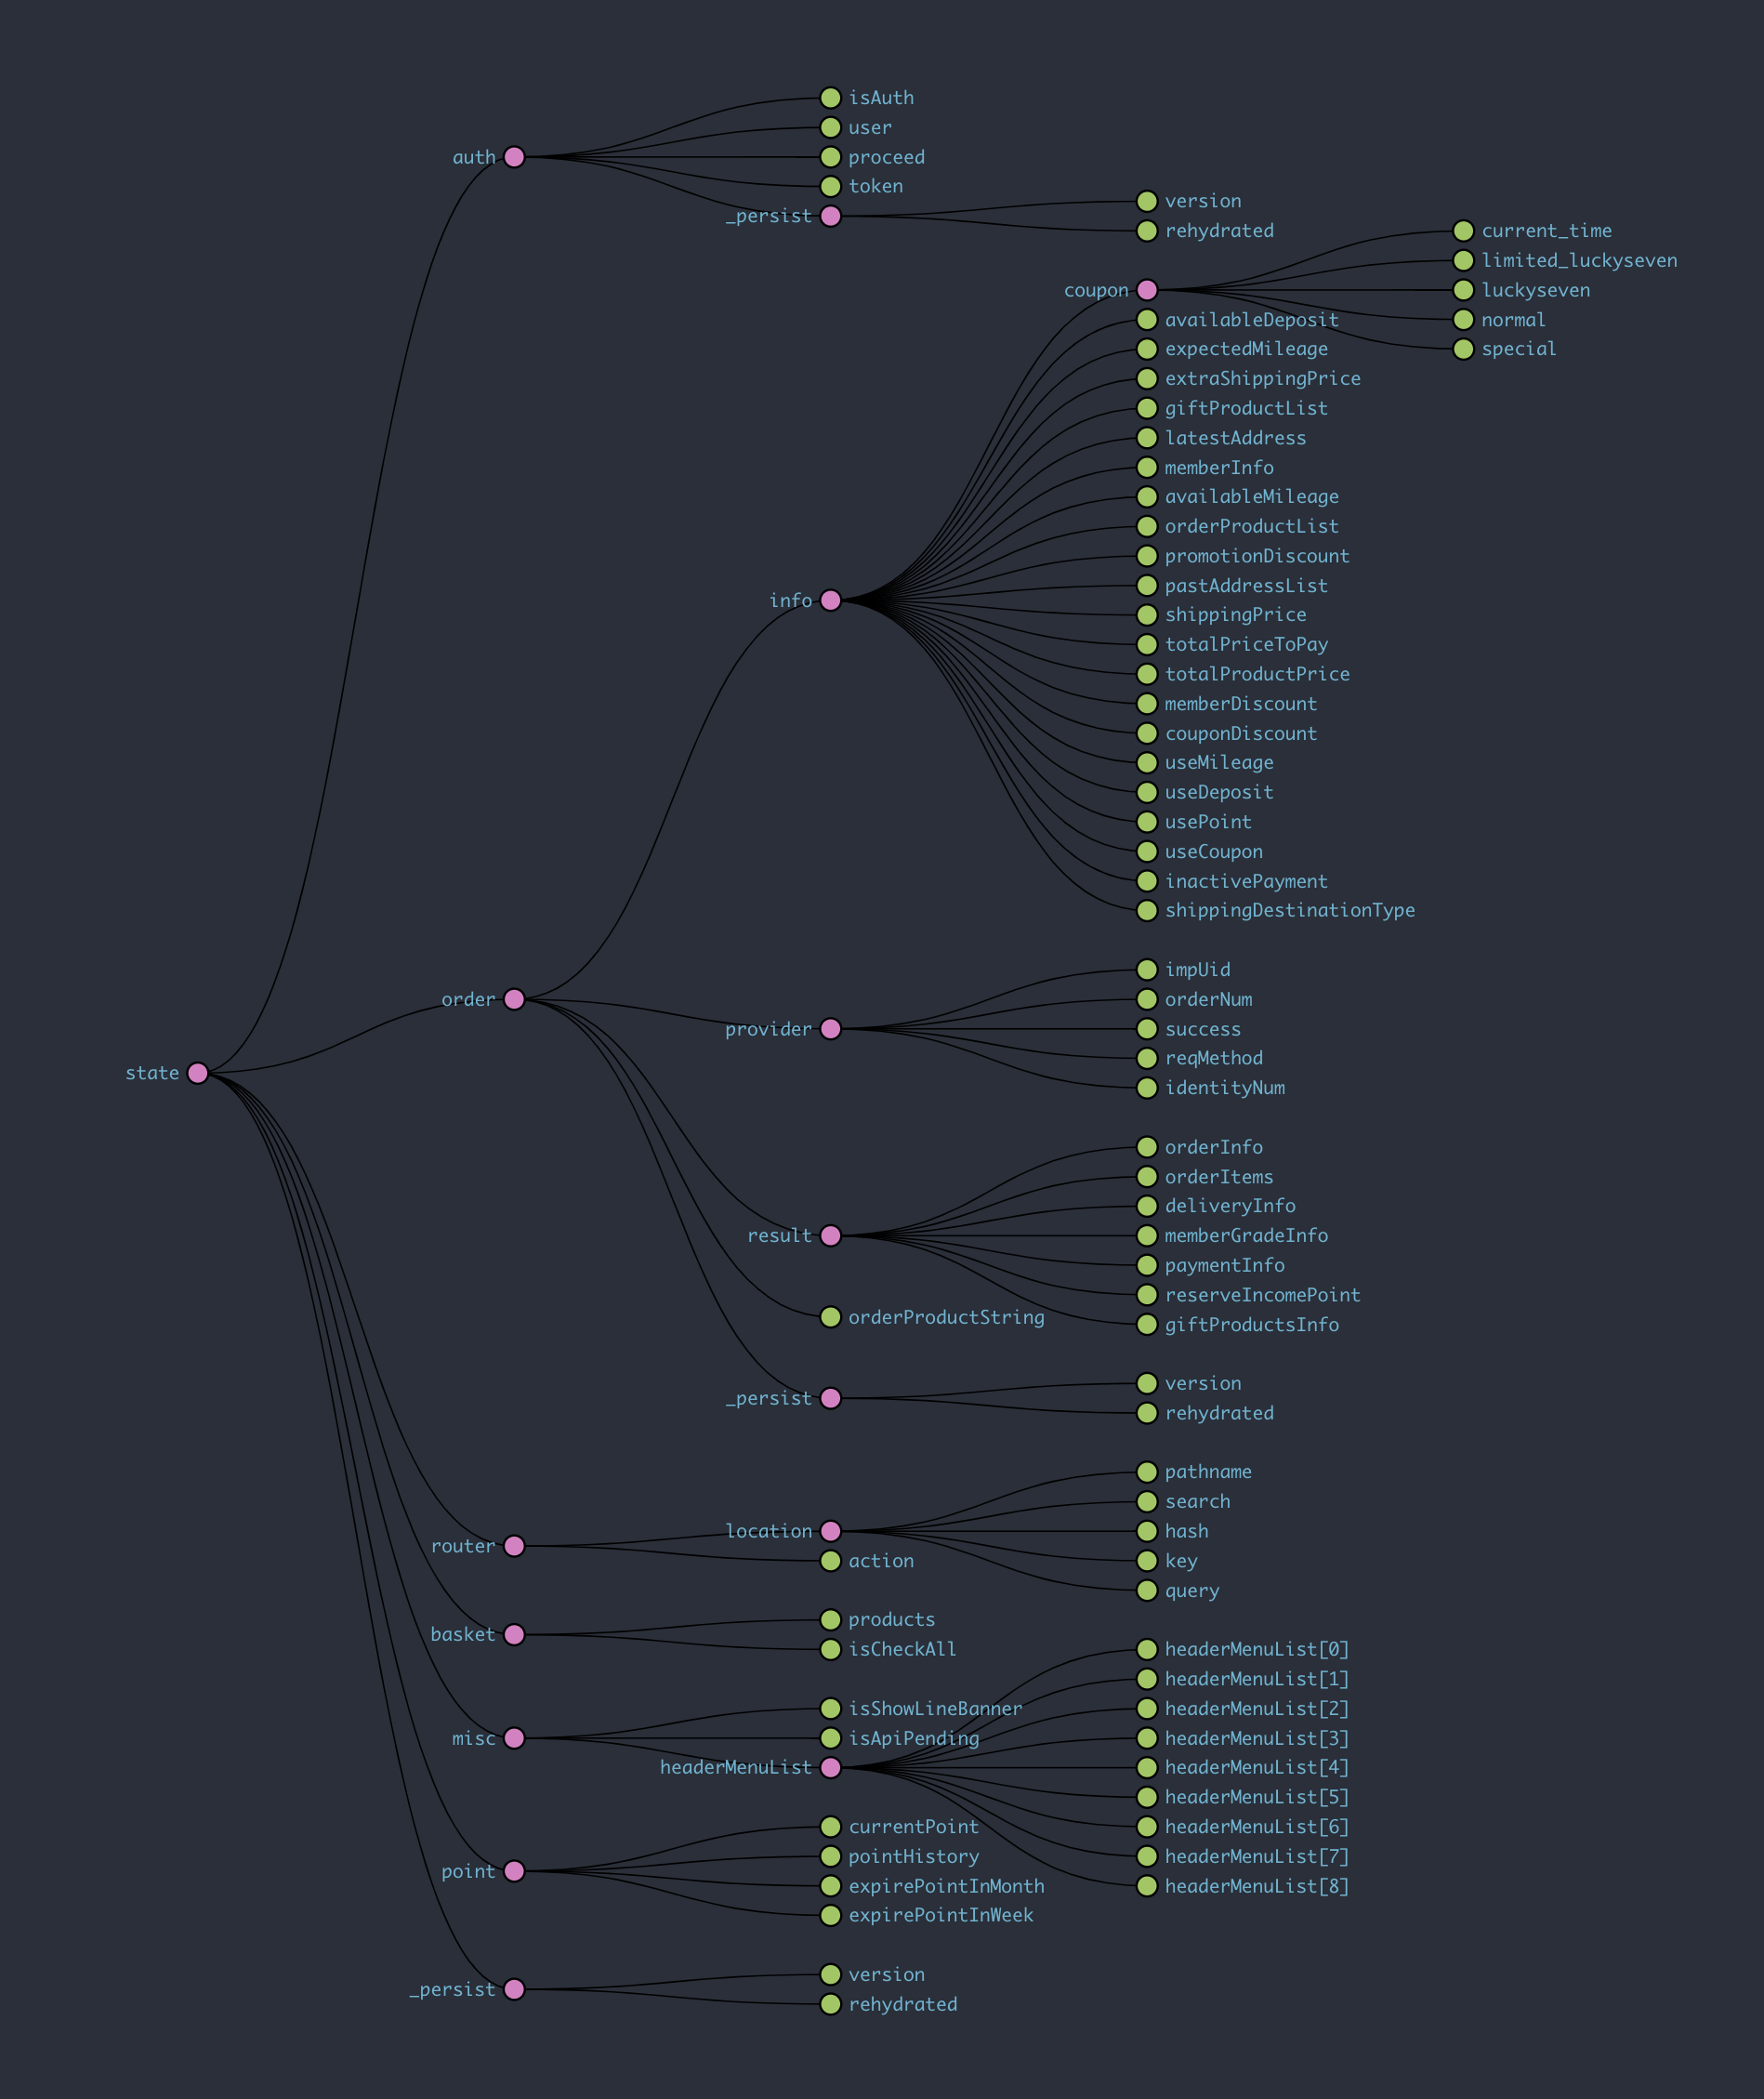 isAuth
user
auth
proceed
token
_persist
version
rehydrated
current_time
limited_luckyseven
coupon
luckyseven
availableDeposit
normal
expectedMileage
special
extraShippingPrice
giftProductList
latestAddress
memberInfo
availableMileage
orderProductList
promotionDiscount
pastAddressList
info
shippingPrice
totalPriceToPay
totalProductPrice
memberDiscount
couponDiscount
useMileage
useDeposit
usePoint
useCoupon
inactivePayment
shippingDestinationType
impUid
order
orderNum
provider
success
reqMethod
state
identityNum
orderInfo
orderItems
deliveryInfo
result
memberGradeInfo
paymentInfo
reserveIncomePoint
orderProductString
giftProductsInfo
_persist
version
rehydrated
pathname
search
router
location
hash
action
key
query
products
basket
isCheckAll
headerMenuList[0]
headerMenuList[1]
isShowLineBanner
headerMenuList[2]
misc
isApiPending
headerMenuList[3]
headerMenuList
headerMenuList[4]
headerMenuList[5]
currentPoint
headerMenuList[6]
pointHistory
headerMenuList[7]
point
expirePointInMonth
headerMenuList[8]
expirePointInWeek
_persist
version
rehydrated